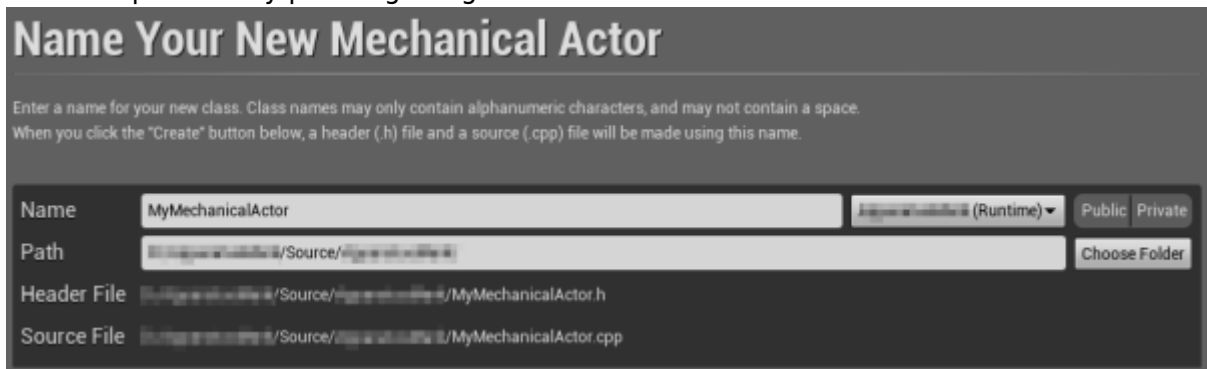 Name Your New Mechanical Actor
Enter a name for your new class. Class names may only contain alphanumeric characters, and may not contain a space.
When you click the "Create" button below, a header (.h) file and a source (.cpp) file will be made using this name.
Name MyMechanicalActor (Runtime) Public Private
Path /Source/ Choose Folder
Header File /Source/ /MyMechanicalActor.h
Source File /Source/ /MyMechanicalActor.cpp